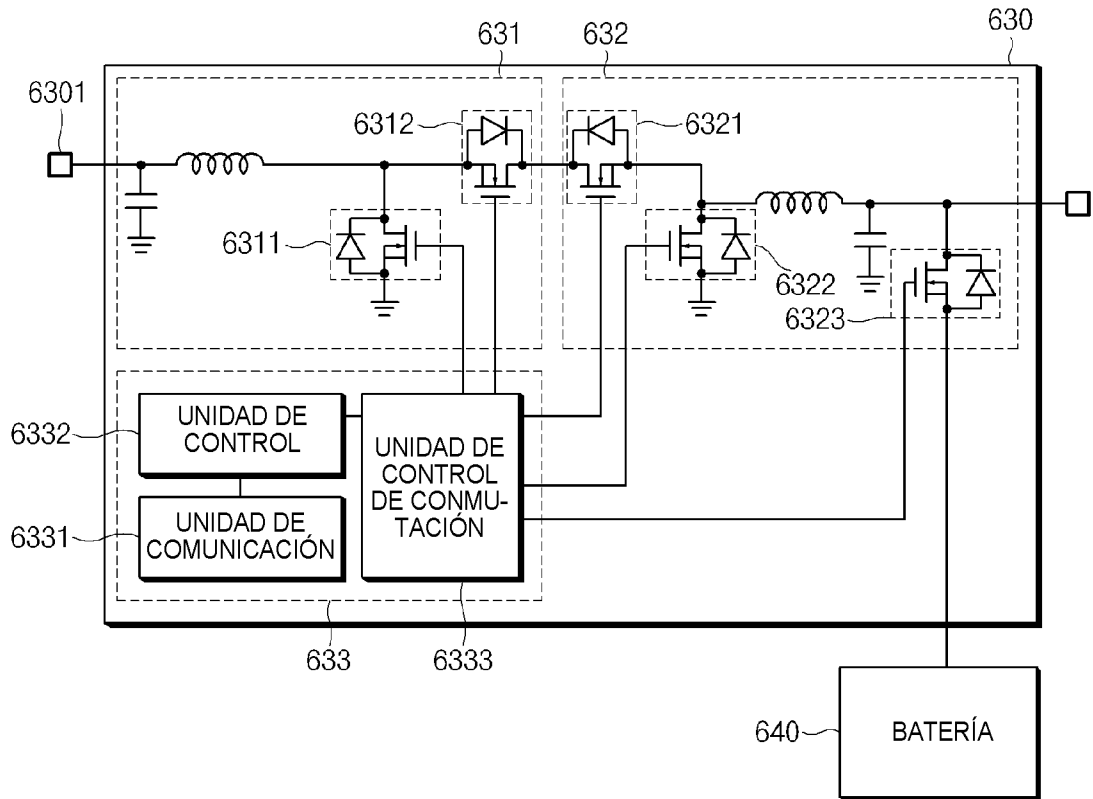 631
632
630
6301
6312
6321
6311
6322
6323
UNIDAD DE
CONTROL
6332
UNIDAD DE
CONTROL
DE CONMU-
TACIÓN
UNIDAD DE
COMUNICACIÓN
6331
633
6333
640
BATERÍA